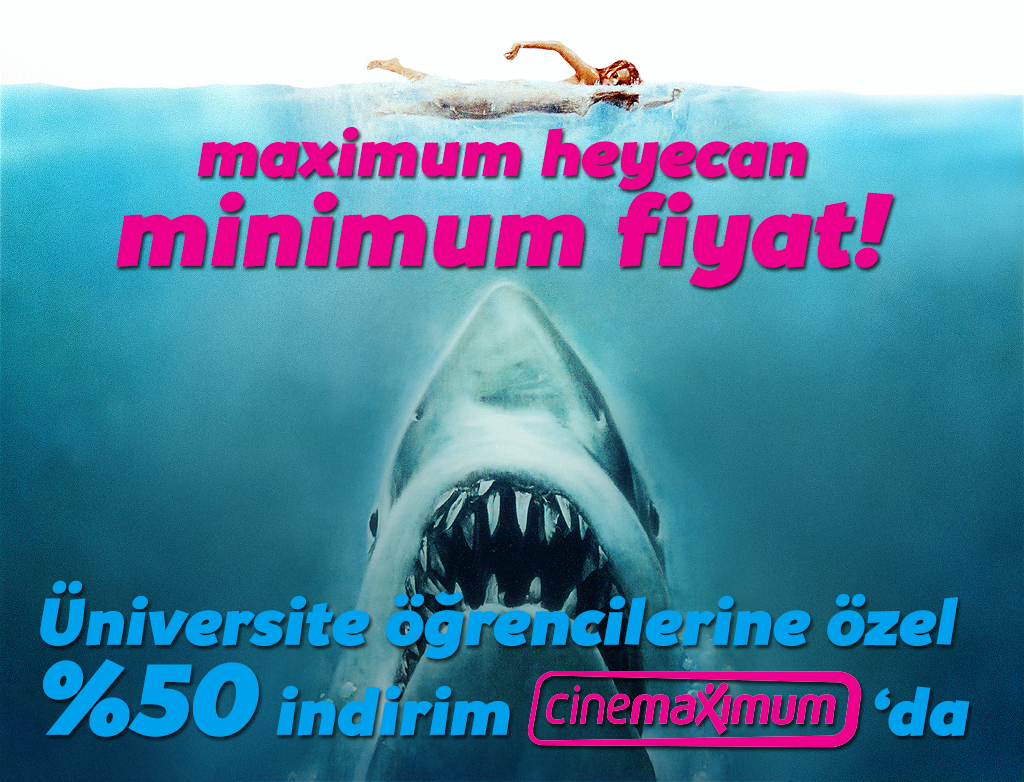 maximum heyecan
minimum fiyat!
Üniversite öğrencilerine özel
%50 indirim cinemaximum 'da